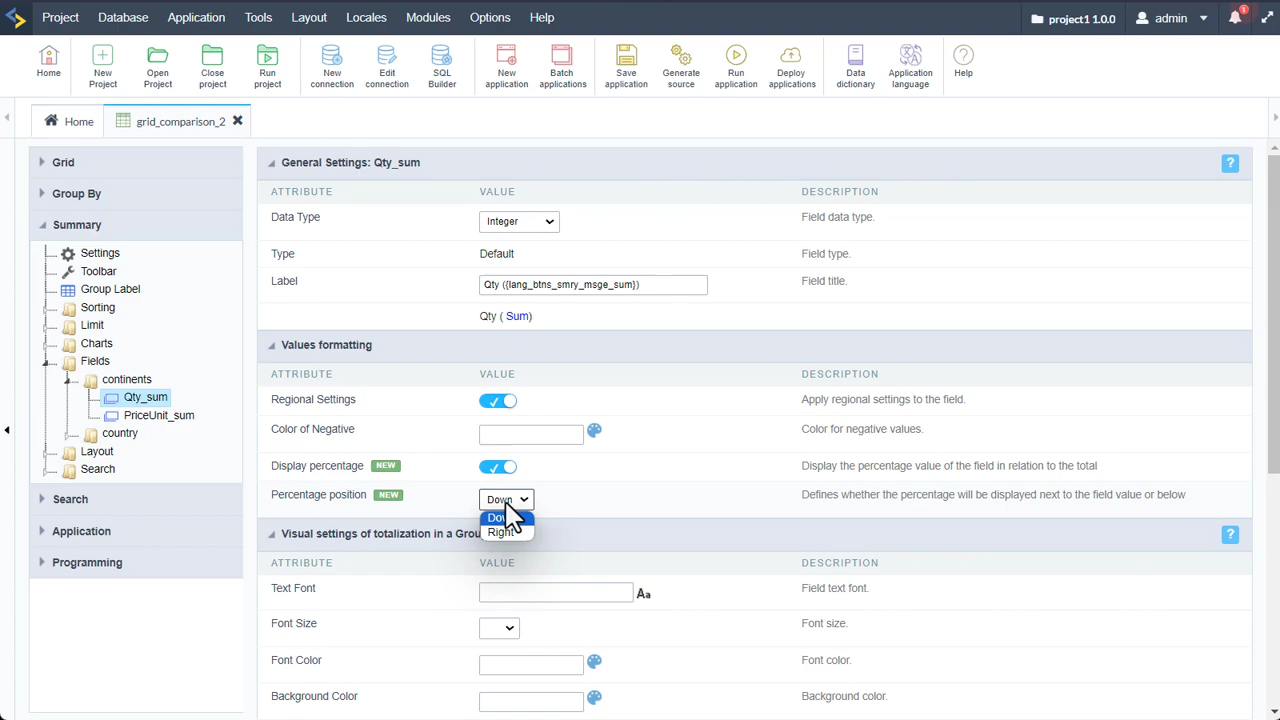 Project Database Application Tools Layout Locales Modules Options Help project1 1.0.0 admin 1
Home New Project Open Project Close project Run project New connection Edit connection SQL Builder New application Batch applications Save application Generate source Run application Deploy applications Data dictionary Application language Help
Home grid_comparison_2
Grid
Group By
Summary
Settings
Toolbar
Group Label
Sorting
Limit
Charts
Fields
continents
Qty_sum
PriceUnit_sum
country
Layout
Search
Search
Application
Programming
General Settings: Qty_sum ?
ATTRIBUTE VALUE DESCRIPTION
Data Type Integer Field data type.
Type Default Field type.
Label Qty ({lang_btns_smry_msge_sum}) Field title.
Qty ( Sum)
Values formatting
ATTRIBUTE VALUE DESCRIPTION
Regional Settings Apply regional settings to the field.
Color of Negative Color for negative values.
Display percentage NEW Display the percentage value of the field in relation to the total
Percentage position NEW Down Defines whether the percentage will be displayed next to the field value or below
Right
Visual settings of totalization in a ?
ATTRIBUTE VALUE DESCRIPTION
Text Font Aa Field text font.
Font Size Font size.
Font Color Font color.
Background Color Background color.